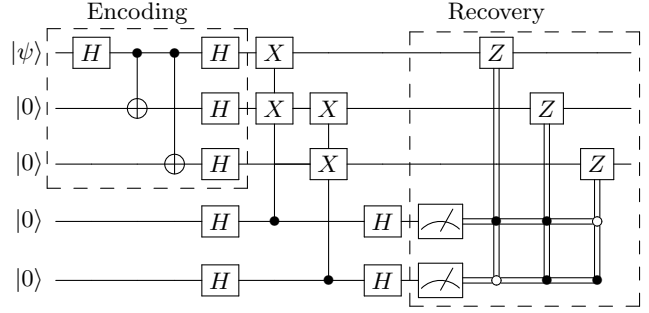 Encoding Recovery
|ψ⟩ H H X Z
|0⟩ H X X Z
|0⟩ H X Z
|0⟩ H H
|0⟩ H H